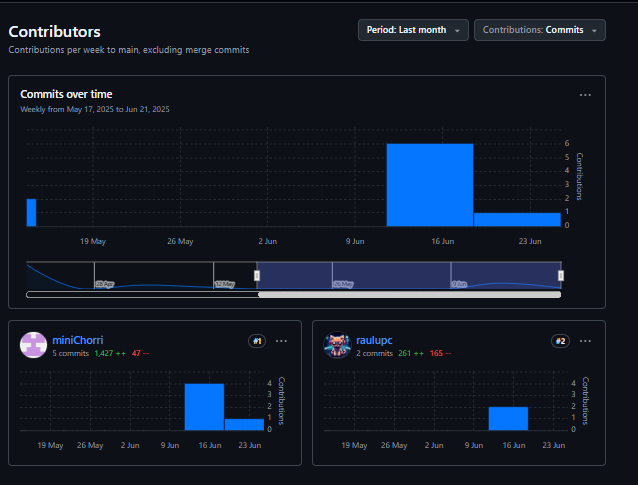 Contributors
Period: Last month
Contributions: Commits
Contributions per week to main, excluding merge commits
Commits over time
Weekly from May 17, 2025 to Jun 21, 2025
6
5
4
3
2
1
0
Contributions
19 May
26 May
2 Jun
9 Jun
16 Jun
23 Jun
28 Apr
12 May
26 May
9 Jun
miniChorri
#1
5 commits 1,427 ++ 47 --
4
3
2
1
0
Contributions
19 May
26 May
2 Jun
9 Jun
16 Jun
23 Jun
raulupc
#2
2 commits 261 ++ 165 --
4
3
2
1
0
Contributions
19 May
26 May
2 Jun
9 Jun
16 Jun
23 Jun